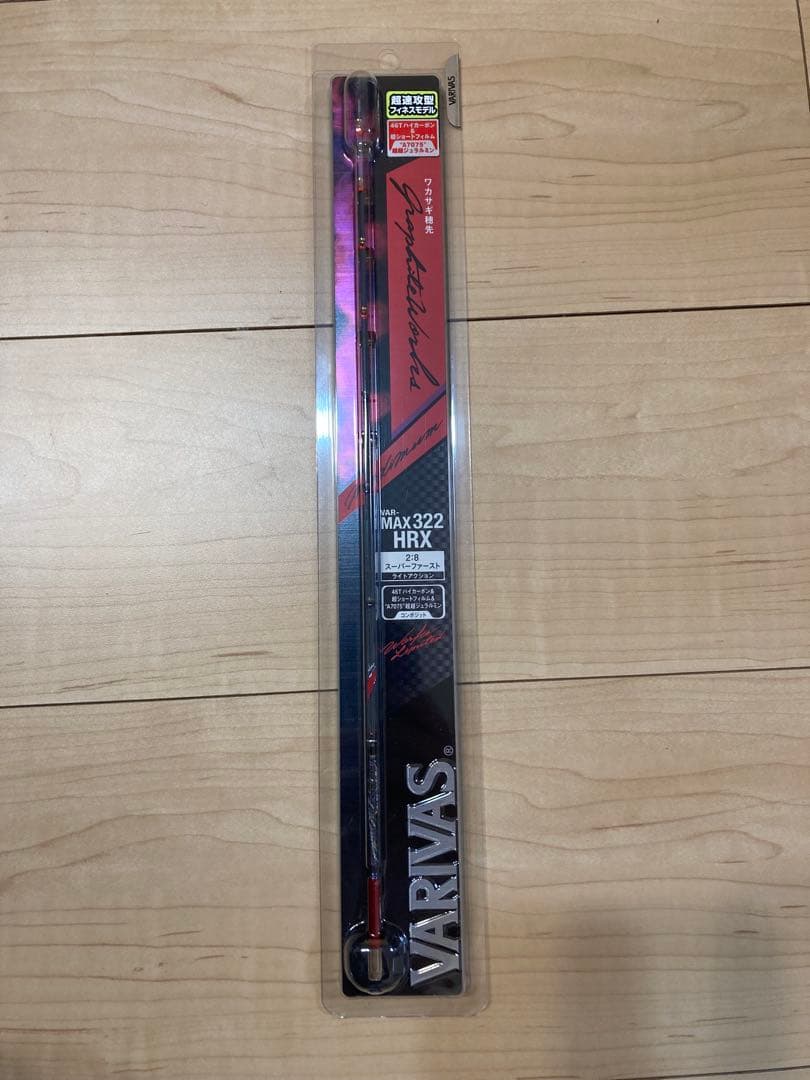 VARIVAS
超速攻型
フィネスモデル
46Tハイカーボン
&
超ショートフィルム
"A7075"
超超ジュラルミン
ワカサギ穂先
GraphiteWorks
VAR-
MAX322
HRX
2:8
スーパーファースト
ライトアクション
46Tハイカーボン&
超ショートフィルム&
"A7075"超超ジュラルミン
コンポジット
Works
Limited
VARIVAS®